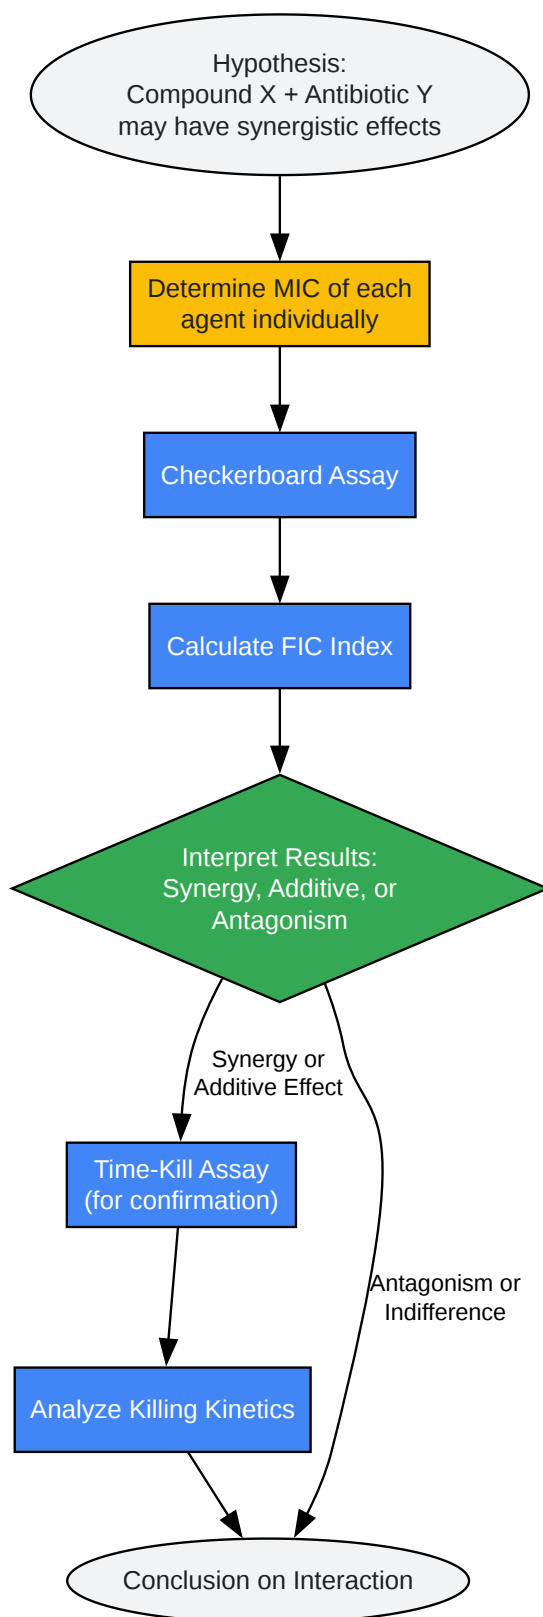 Hypothesis:
Compound X + Antibiotic Y
may have synergistic effects
Determine MIC of each
agent individually
Checkerboard Assay
Calculate FIC Index
Interpret Results:
Synergy, Additive, or
Antagonism
Synergy or
Additive Effect
Time-Kill Assay
(for confirmation)
Antagonism or
Indifference
Analyze Killing Kinetics
Conclusion on Interaction